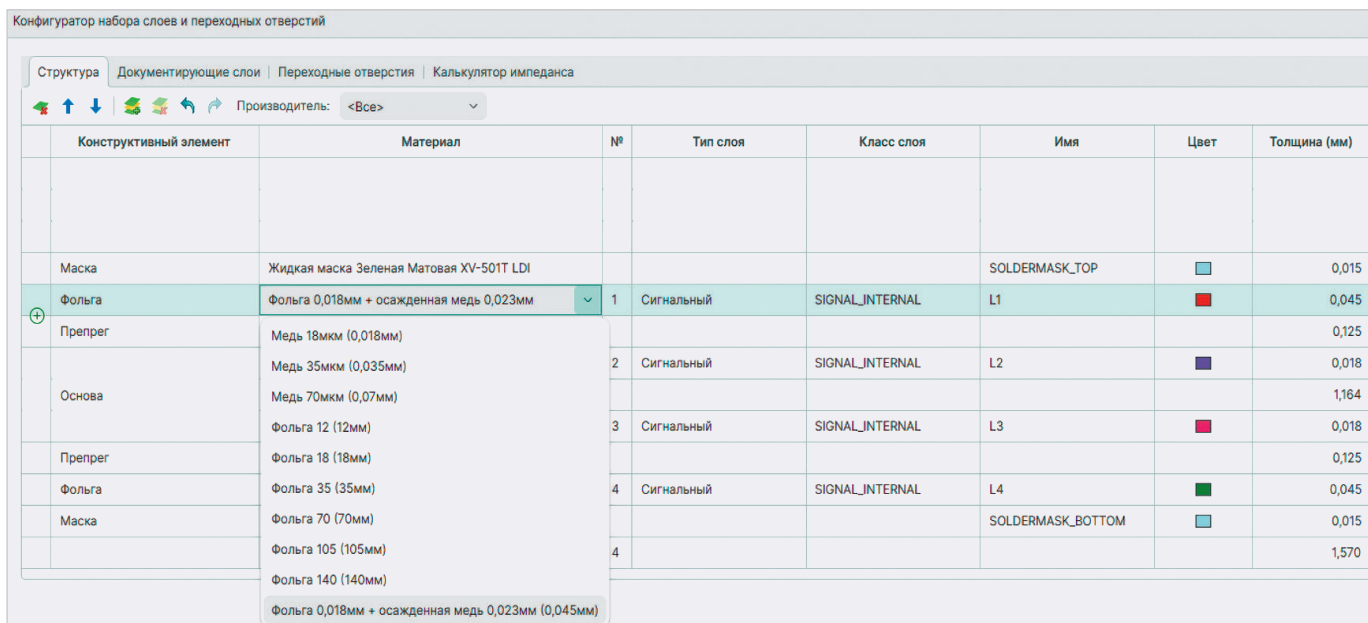 Конфигуратор набора слоев и переходных отверстий
Структура Документирующие слои Переходные отверстия Калькулятор импеданса
Производитель: <Все>
Конструктивный элемент Материал № Тип слоя Класс слоя Имя Цвет Толщина (мм)
Маска Жидкая маска Зеленая Матовая XV-501T LDI SOLDERMASK_TOP 0,015
Фольга Фольга 0,018мм + осажденная медь 0,023мм 1 Сигнальный SIGNAL_INTERNAL L1 0,045
Препрег 0,125
Медь 18мкм (0,018мм)
2 Сигнальный SIGNAL_INTERNAL L2 0,018
Медь 35мкм (0,035мм)
Основа 1,164
Медь 70мкм (0,07мм)
3 Сигнальный SIGNAL_INTERNAL L3 0,018
Фольга 12 (12мм)
Препрег 0,125
Фольга 18 (18мм)
Фольга 4 Сигнальный SIGNAL_INTERNAL L4 0,045
Фольга 35 (35мм)
Маска SOLDERMASK_BOTTOM 0,015
Фольга 70 (70мм)
4 1,570
Фольга 105 (105мм)
Фольга 140 (140мм)
Фольга 0,018мм + осажденная медь 0,023мм (0,045мм)